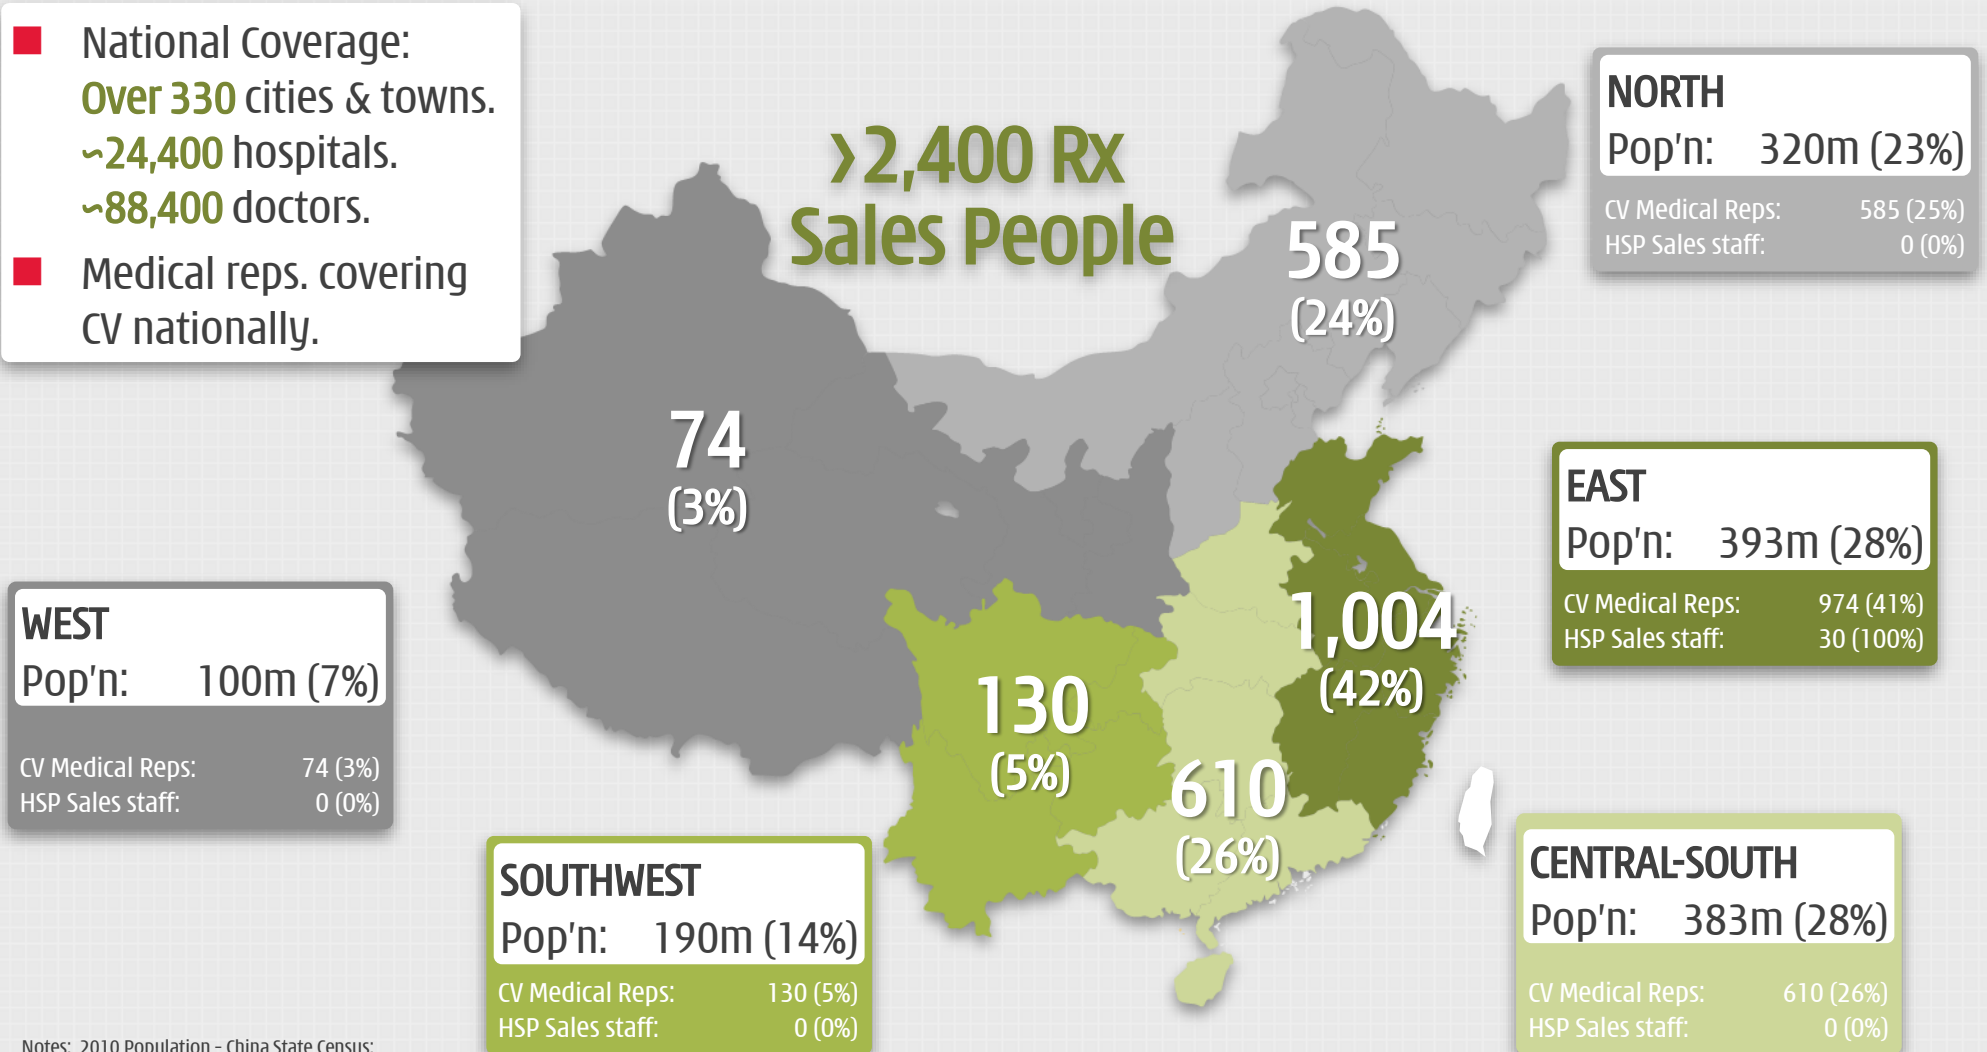 National Coverage:
Over 330 cities & towns.
~24,400 hospitals.
~88,400 doctors.
Medical reps. covering
CV nationally.
>2,400 Rx
Sales People
NORTH
Pop'n: 320m (23%)
CV Medical Reps: 585 (25%)
HSP Sales staff: 0 (0%)
585
(24%)
74
(3%)
EAST
Pop'n: 393m (28%)
CV Medical Reps: 974 (41%)
HSP Sales staff: 30 (100%)
1,004
(42%)
WEST
Pop'n: 100m (7%)
CV Medical Reps: 74 (3%)
HSP Sales staff: 0 (0%)
130
(5%)
610
(26%)
SOUTHWEST
Pop'n: 190m (14%)
CV Medical Reps: 130 (5%)
HSP Sales staff: 0 (0%)
CENTRAL-SOUTH
Pop'n: 383m (28%)
CV Medical Reps: 610 (26%)
HSP Sales staff: 0 (0%)
Notes: 2010 Population - China State Census;